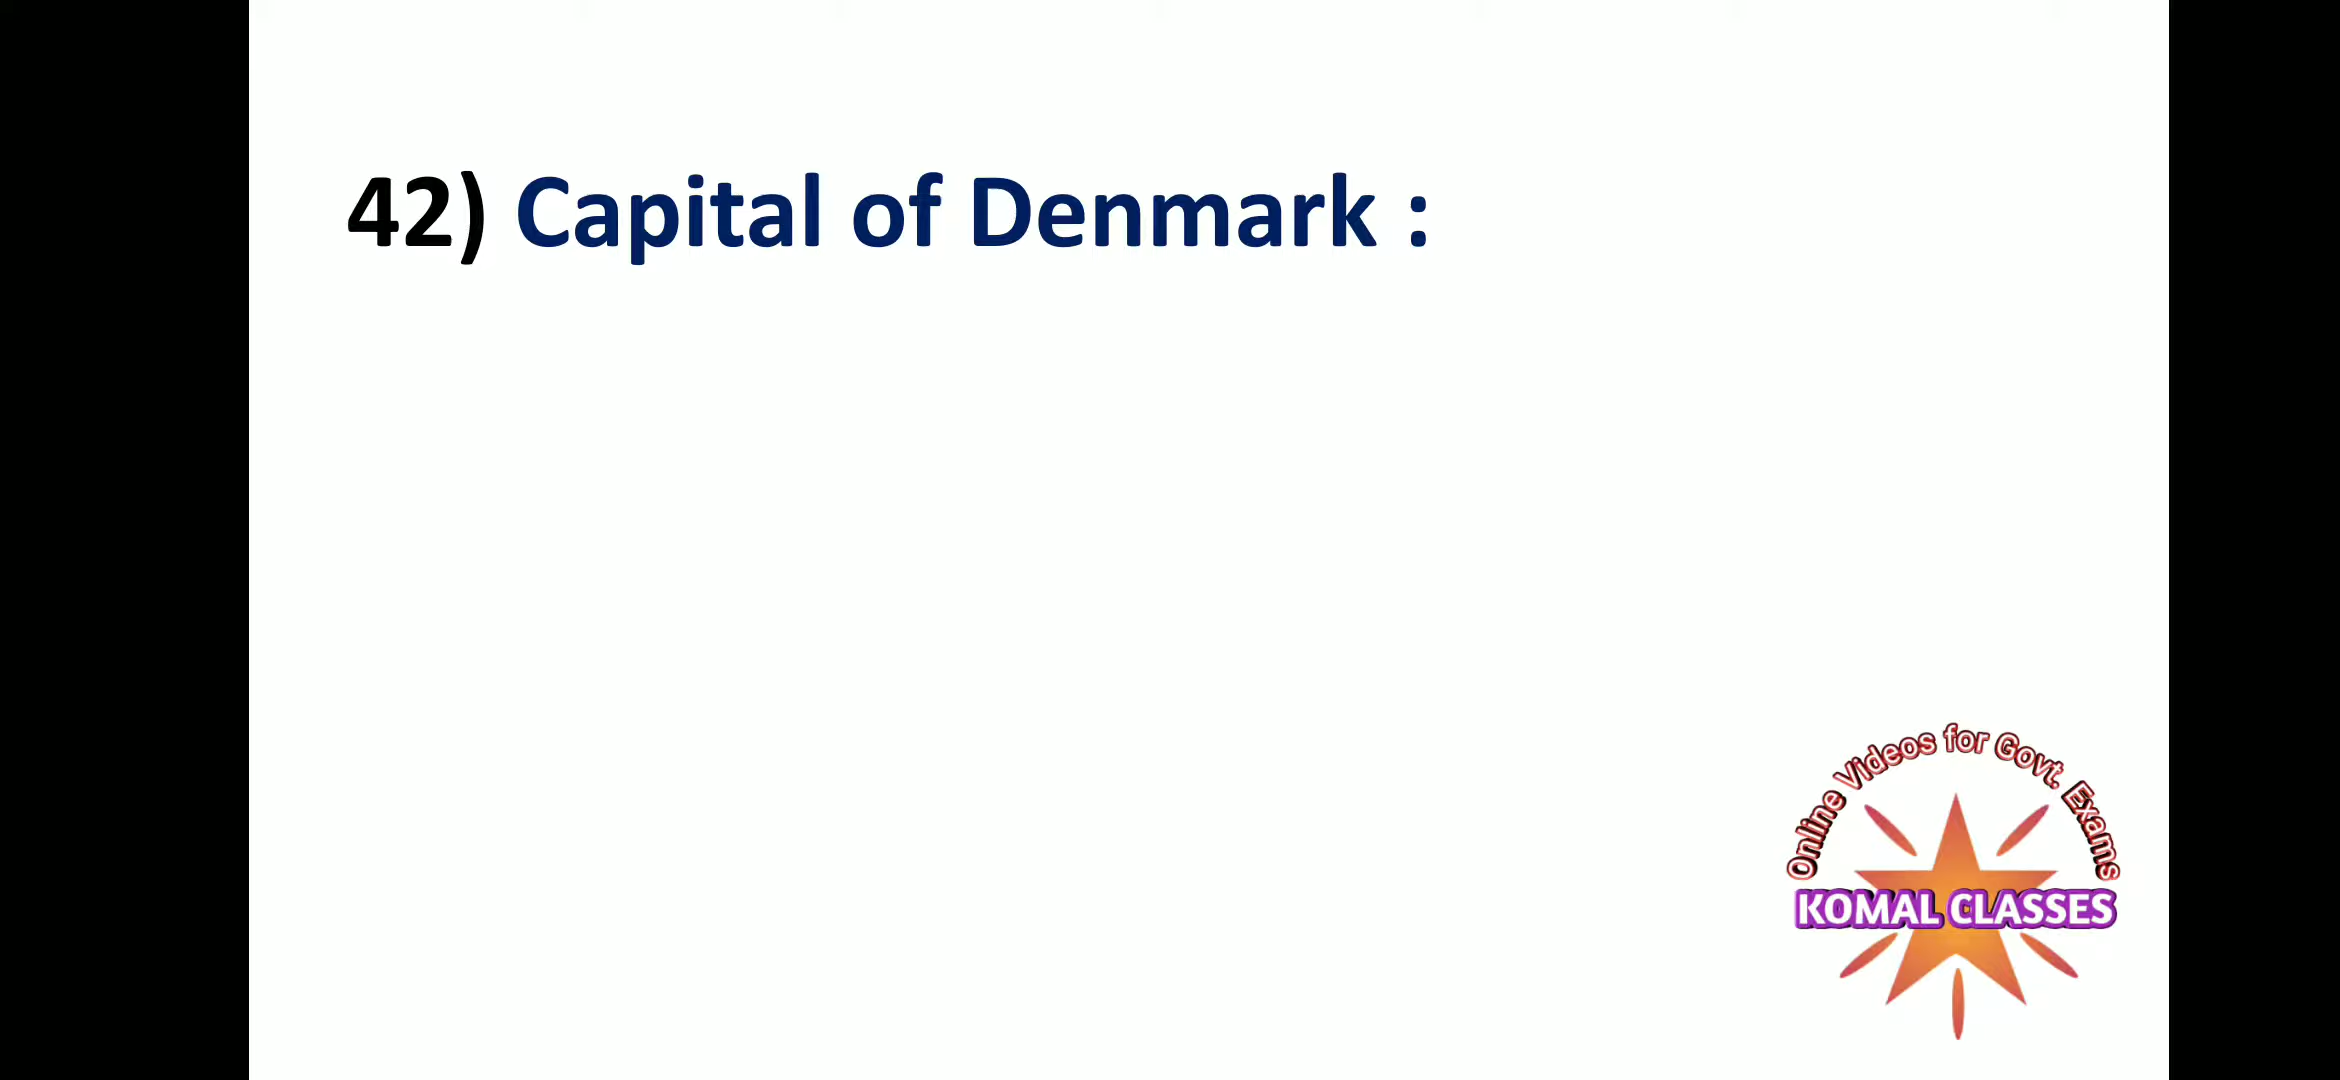 42) Capital of Denmark :
Online Videos for Govt. Exams
KOMAL CLASSES